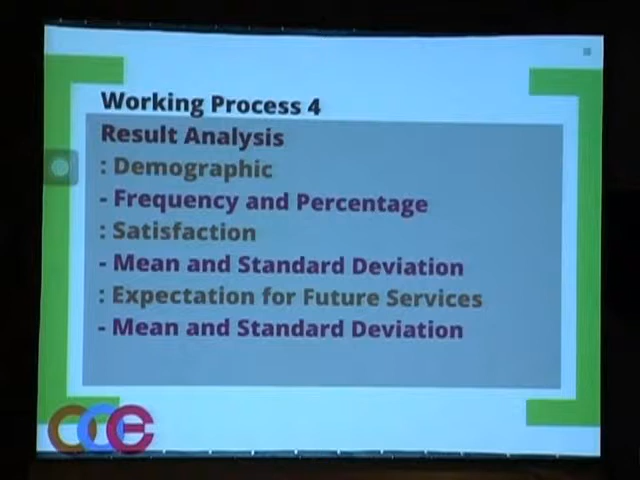 Working Process 4
Result Analysis
: Demographic
- Frequency and Percentage
: Satisfaction
- Mean and Standard Deviation
: Expectation for Future Services
- Mean and Standard Deviation
cce